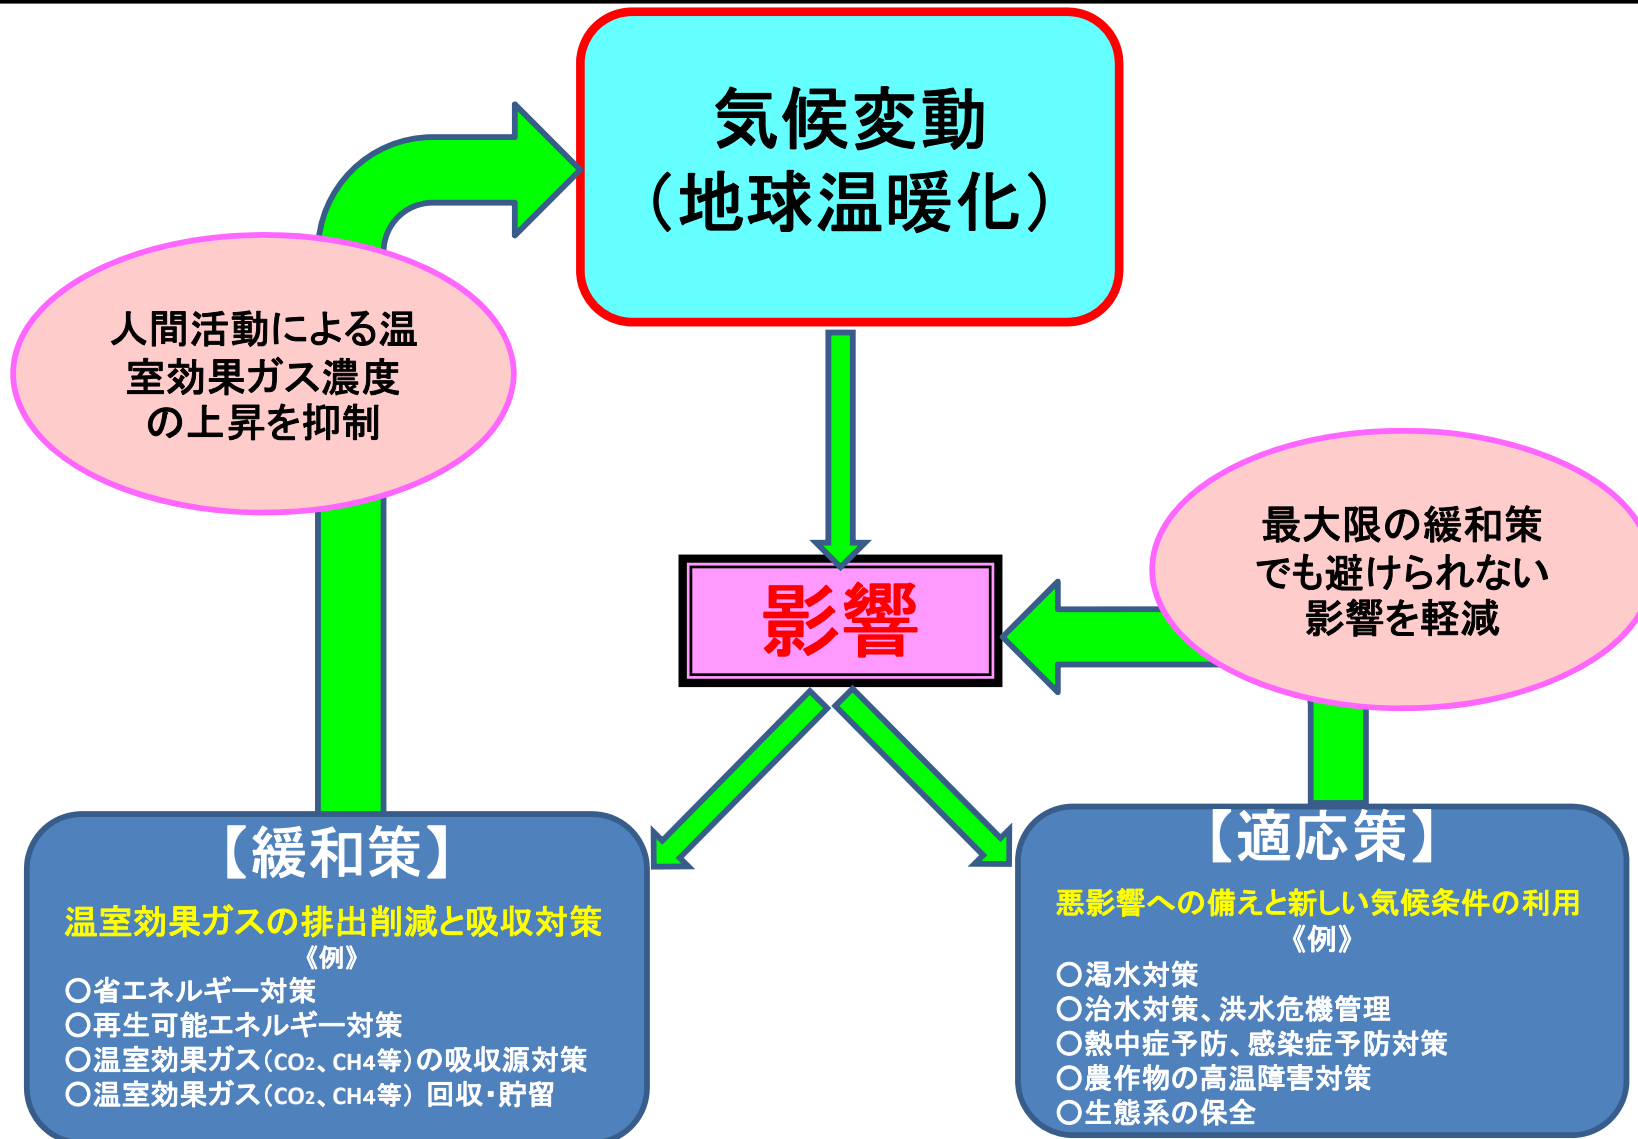 気候変動
（地球温暖化）
人間活動による温
室効果ガス濃度
の上昇を抑制
最大限の緩和策
でも避けられない
影響を軽減
影響
【緩和策】
温室効果ガスの排出削減と吸収対策
《例》
○省エネルギー対策
○再生可能エネルギー対策
○温室効果ガス（CO2、CH4等）の吸収源対策
○温室効果ガス（CO2、CH4等） 回収・貯留
【適応策】
悪影響への備えと新しい気候条件の利用
《例》
○渇水対策
○治水対策、洪水危機管理
○熱中症予防、感染症予防対策
○農作物の高温障害対策
○生態系の保全